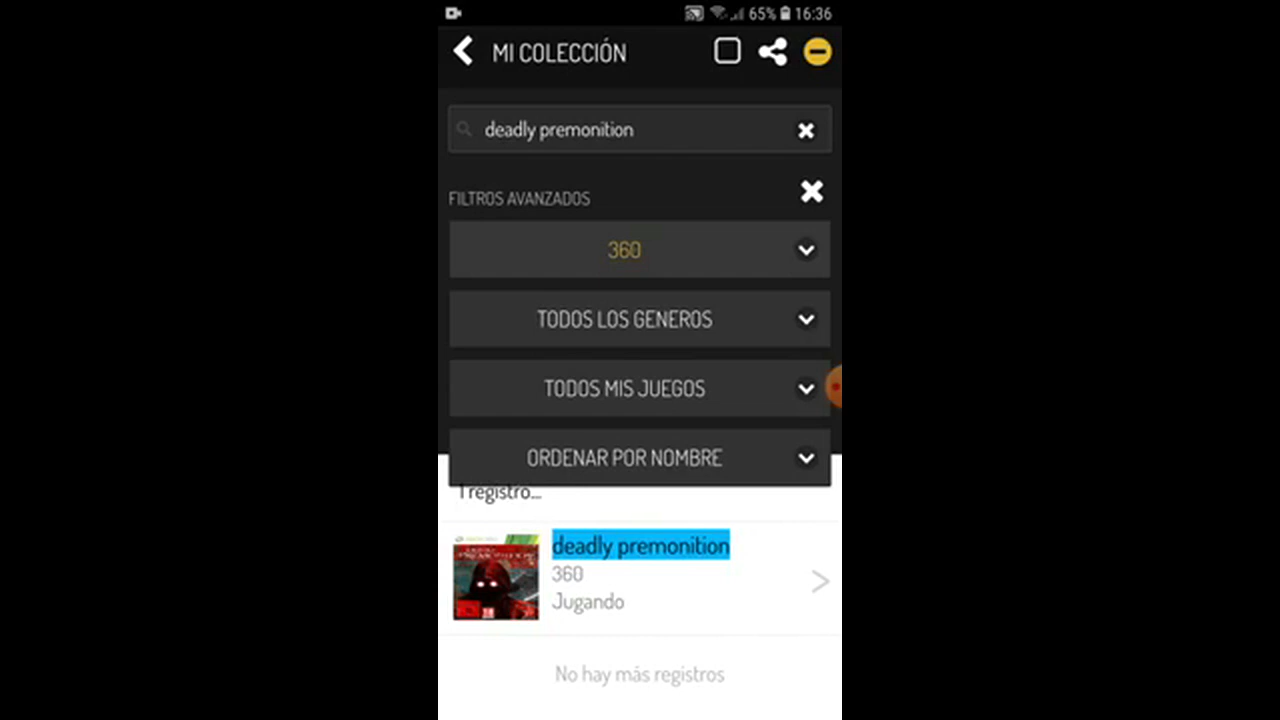 65% 16:36
MI COLECCIÓN
deadly premonition
FILTROS AVANZADOS
360
TODOS LOS GENEROS
TODOS MIS JUEGOS
ORDENAR POR NOMBRE
1 registro...
deadly premonition
360
Jugando
No hay más registros